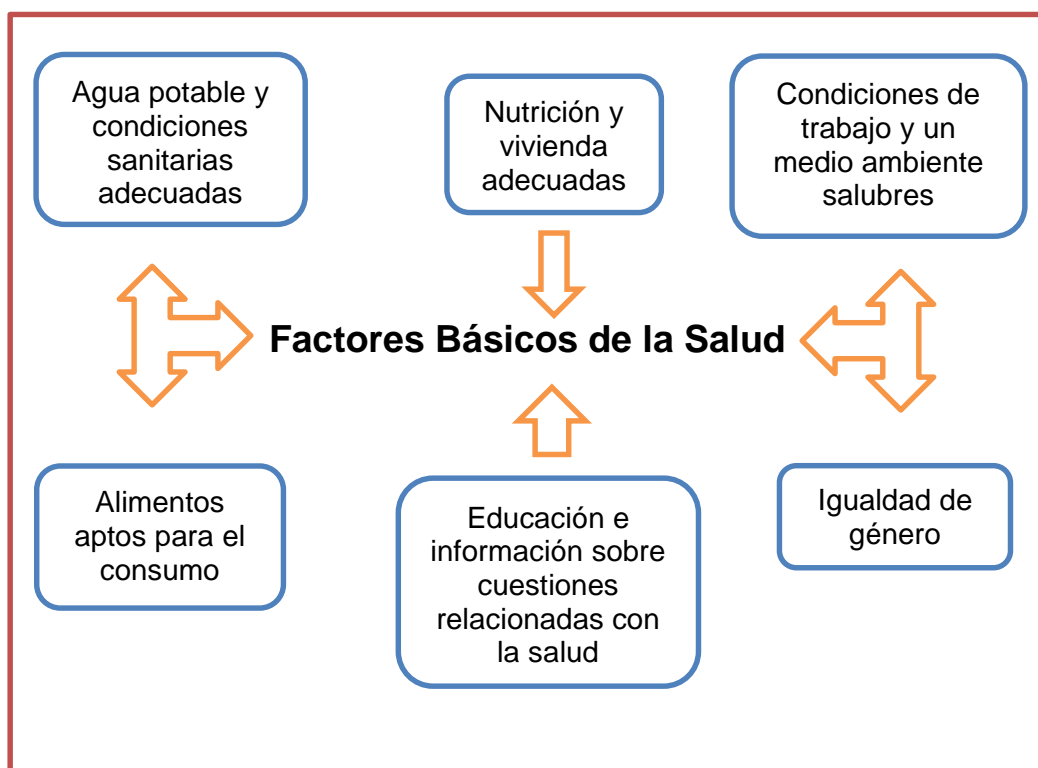 Agua potable y
condiciones
sanitarias
adecuadas
Nutrición y
vivienda
adecuadas
Condiciones de
trabajo y un
medio ambiente
salubres
Factores Básicos de la Salud
Alimentos
aptos para el
consumo
Educación e
información sobre
cuestiones
relacionadas con
la salud
Igualdad de
género